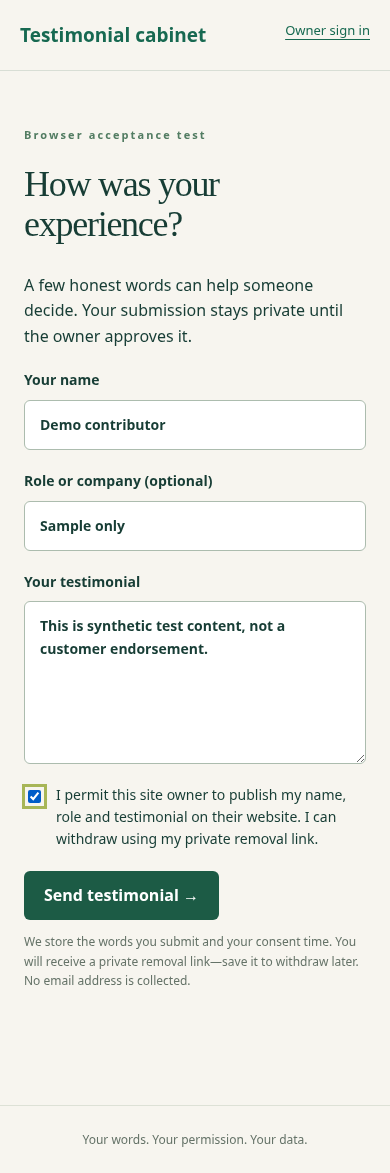 Testimonial cabinet
Owner sign in
Browser acceptance test
How was your
experience?
A few honest words can help someone
decide. Your submission stays private until
the owner approves it.
Your name
Demo contributor
Role or company (optional)
Sample only
Your testimonial
This is synthetic test content, not a
customer endorsement.
I permit this site owner to publish my name,
role and testimonial on their website. I can
withdraw using my private removal link.
Send testimonial →
We store the words you submit and your consent time. You
will receive a private removal link—save it to withdraw later.
No email address is collected.
Your words. Your permission. Your data.